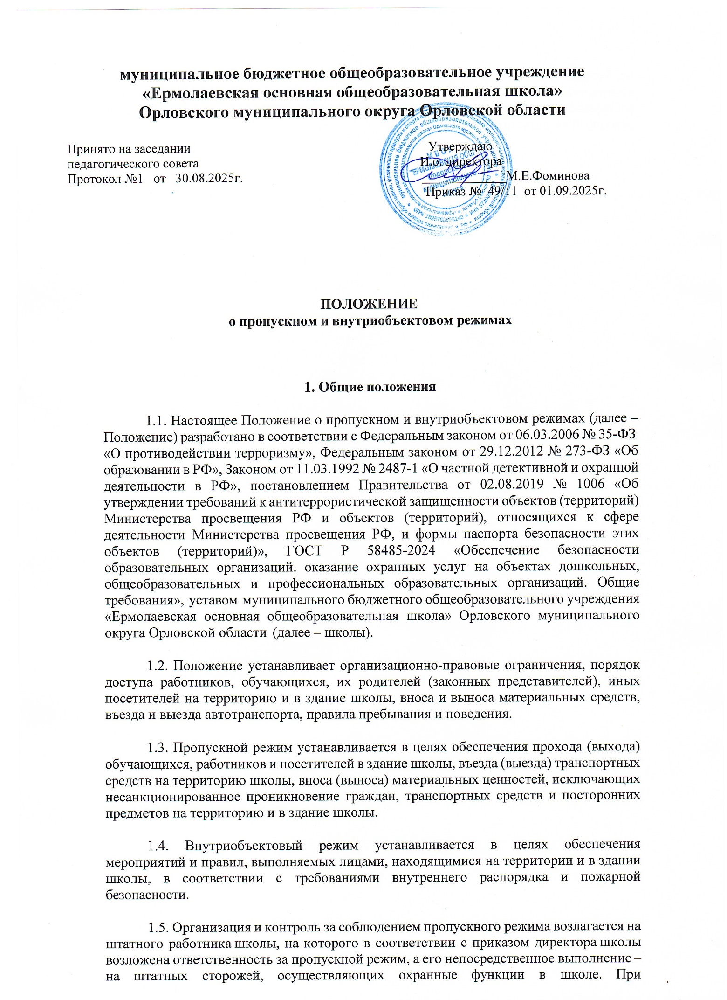 муниципальное бюджетное общеобразовательное учреждение
«Ермолаевская основная общеобразовательная школа»
Орловского муниципального округа Орловской области
Принято на заседании
педагогического совета
Протокол №1 от 30.08.2025г.
Утверждаю
И.о. директора
______________М.Е.Фоминова
Приказ № 49/11 от 01.09.2025г.
ПОЛОЖЕНИЕ
о пропускном и внутриобъектовом режимах
1. Общие положения
1.1. Настоящее Положение о пропускном и внутриобъектовом режимах (далее –
Положение) разработано в соответствии с Федеральным законом от 06.03.2006 № 35-ФЗ
«О противодействии терроризму», Федеральным законом от 29.12.2012 № 273-ФЗ «Об
образовании в РФ», Законом от 11.03.1992 № 2487-1 «О частной детективной и охранной
деятельности в РФ», постановлением Правительства от 02.08.2019 № 1006 «Об
утверждении требований к антитеррористической защищенности объектов (территорий)
Министерства просвещения РФ и объектов (территорий), относящихся к сфере
деятельности Министерства просвещения РФ, и формы паспорта безопасности этих
объектов (территорий)», ГОСТ Р 58485-2024 «Обеспечение безопасности
образовательных организаций. оказание охранных услуг на объектах дошкольных,
общеобразовательных и профессиональных образовательных организаций. Общие
требования», уставом муниципального бюджетного общеобразовательного учреждения
«Ермолаевская основная общеобразовательная школа» Орловского муниципального
округа Орловской области (далее – школы).
1.2. Положение устанавливает организационно-правовые ограничения, порядок
доступа работников, обучающихся, их родителей (законных представителей), иных
посетителей на территорию и в здание школы, вноса и выноса материальных средств,
въезда и выезда автотранспорта, правила пребывания и поведения.
1.3. Пропускной режим устанавливается в целях обеспечения прохода (выхода)
обучающихся, работников и посетителей в здание школы, въезда (выезда) транспортных
средств на территорию школы, вноса (выноса) материальных ценностей, исключающих
несанкционированное проникновение граждан, транспортных средств и посторонних
предметов на территорию и в здание школы.
1.4. Внутриобъектовый режим устанавливается в целях обеспечения
мероприятий и правил, выполняемых лицами, находящимися на территории и в здании
школы, в соответствии с требованиями внутреннего распорядка и пожарной
безопасности.
1.5. Организация и контроль за соблюдением пропускного режима возлагается на
штатного работника школы, на которого в соответствии с приказом директора школы
возложена ответственность за пропускной режим, а его непосредственное выполнение –
на штатных сторожей, осуществляющих охранные функции в школе. При